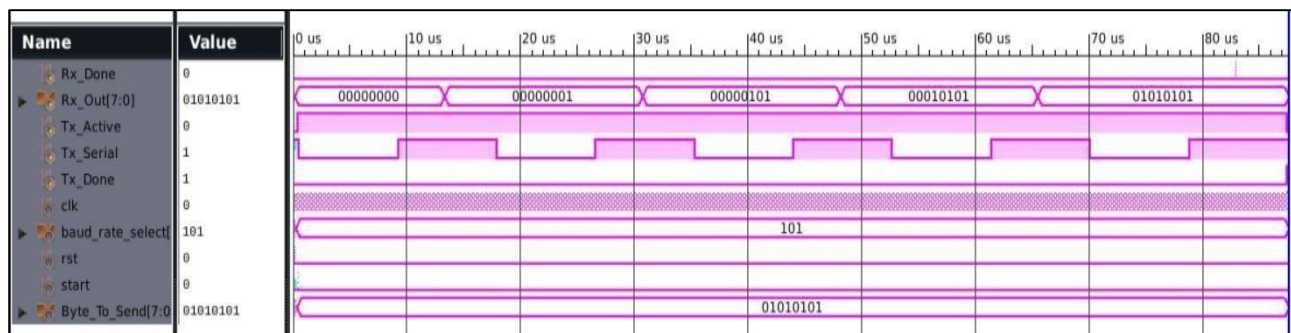 Name Value 0 us 10 us 20 us 30 us 40 us 50 us 60 us 70 us 80 us
Rx_Done 0
Rx_Out[7:0] 01010101 00000000 00000001 00000101 00010101 01010101
Tx_Active 0
Tx_Serial 1
Tx_Done 1
clk 0
baud_rate_select[ 101 101
rst 0
start 0
Byte_To_Send[7:0 01010101 01010101